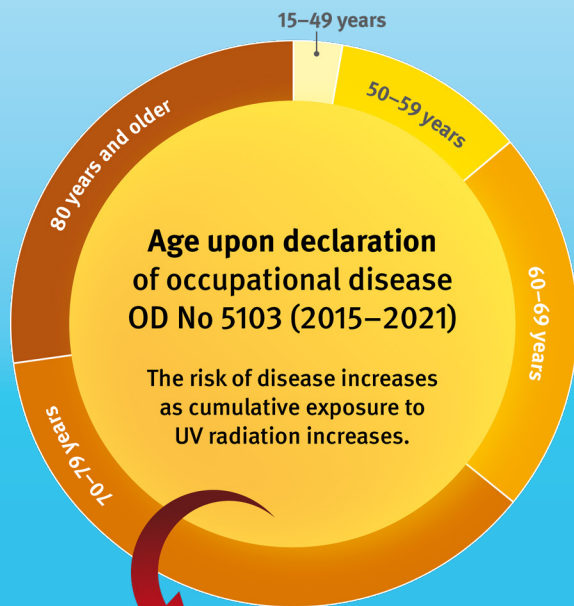 15–49 years
50–59 years
60–69 years
70–79 years
80 years and older
Age upon declaration
of occupational disease
OD No 5103 (2015–2021)
The risk of disease increases
as cumulative exposure to
UV radiation increases.